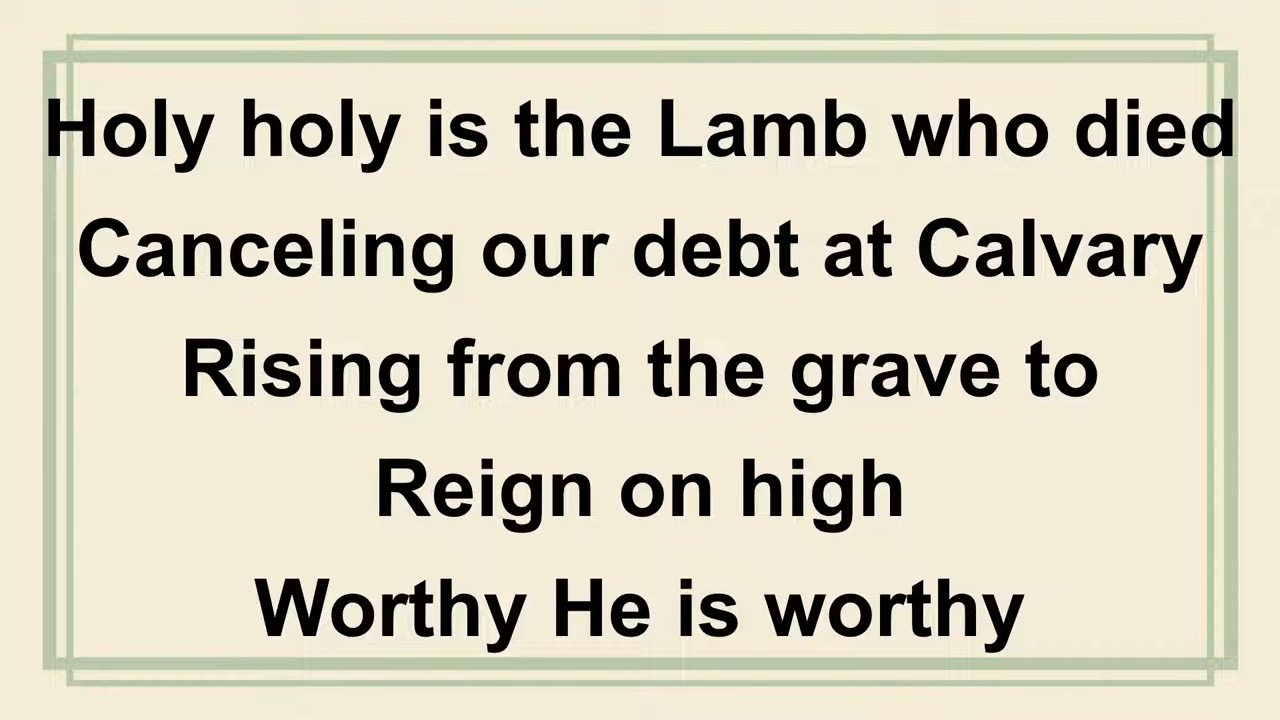 Holy holy is the Lamb who died
Canceling our debt at Calvary
Rising from the grave to
Reign on high
Worthy He is worthy